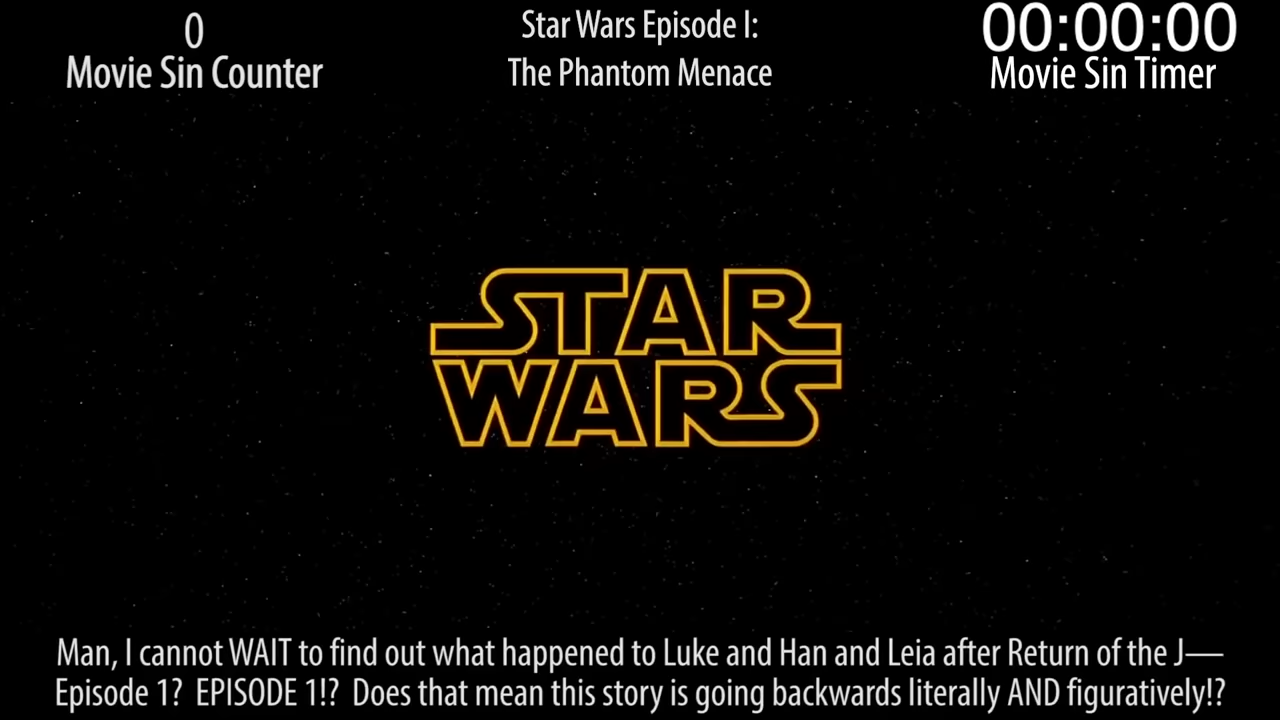 0
Movie Sin Counter
Star Wars Episode I:
The Phantom Menace
00:00:00
Movie Sin Timer
STAR
WARS
Man, I cannot WAIT to find out what happened to Luke and Han and Leia after Return of the J—
Episode 1?  EPISODE 1!?  Does that mean this story is going backwards literally AND figuratively!?